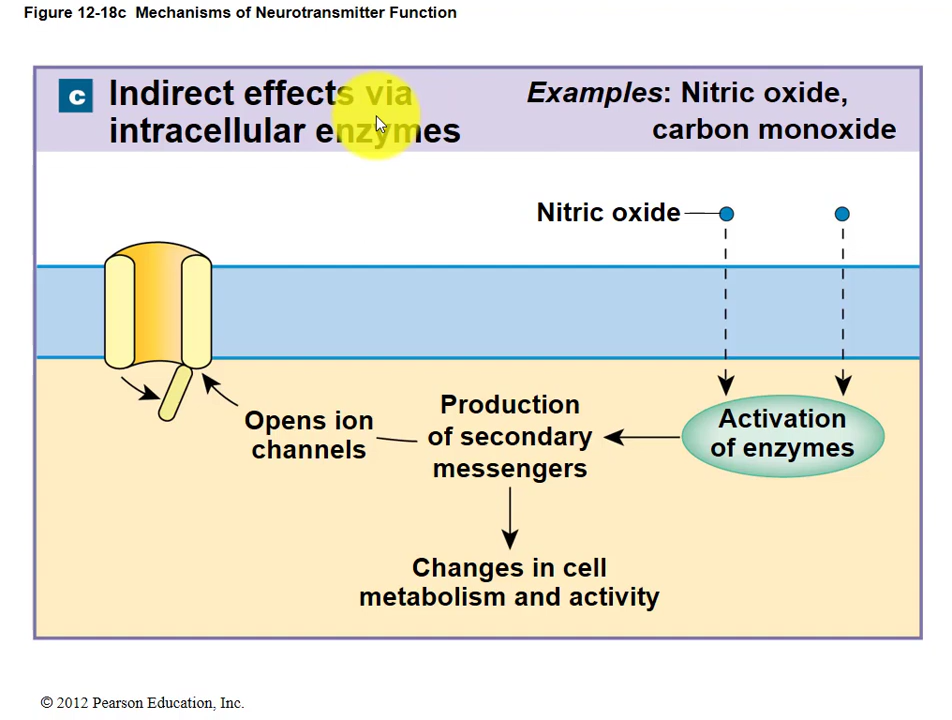 Figure 12-18c Mechanisms of Neurotransmitter Function
c
Indirect effects via
intracellular enzymes
Examples: Nitric oxide,
carbon monoxide
Nitric oxide
Activation
of enzymes
Production
of secondary
messengers
Opens ion
channels
Changes in cell
metabolism and activity
© 2012 Pearson Education, Inc.